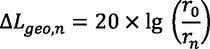 ΔL_{geo,n} = 20 × lg (r_0 / r_n)